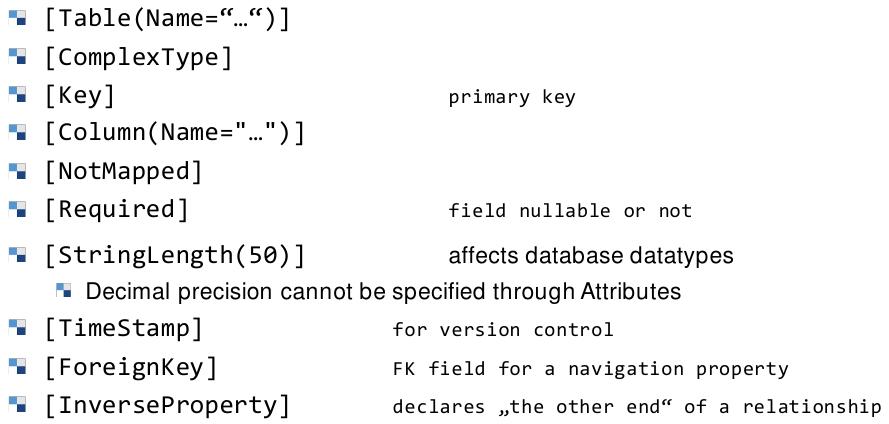 [Table(Name=“…“)]
[ComplexType]
[Key] primary key
[Column(Name="…")]
[NotMapped]
[Required] field nullable or not
[StringLength(50)] affects database datatypes
Decimal precision cannot be specified through Attributes
[TimeStamp] for version control
[ForeignKey] FK field for a navigation property
[InverseProperty] declares „the other end“ of a relationship